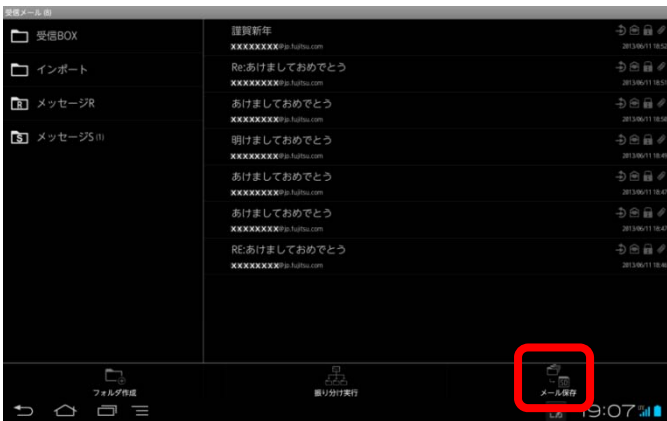 受信メール (8)
受信BOX
インポート
メッセージR
メッセージS (1)
謹賀新年
XXXXXXXX@jp.fujitsu.com
2013/06/11 18:52
Re:あけましておめでとう
XXXXXXXX@jp.fujitsu.com
2013/06/11 18:51
あけましておめでとう
XXXXXXXX@jp.fujitsu.com
2013/06/11 18:50
明けましておめでとう
XXXXXXXX@jp.fujitsu.com
2013/06/11 18:49
あけましておめでとう
XXXXXXXX@jp.fujitsu.com
2013/06/11 18:47
あけましておめでとう
XXXXXXXX@jp.fujitsu.com
2013/06/11 18:47
RE:あけましておめでとう
XXXXXXXX@jp.fujitsu.com
2013/06/11 18:46
フォルダ作成
振り分け実行
メール保存
19:07